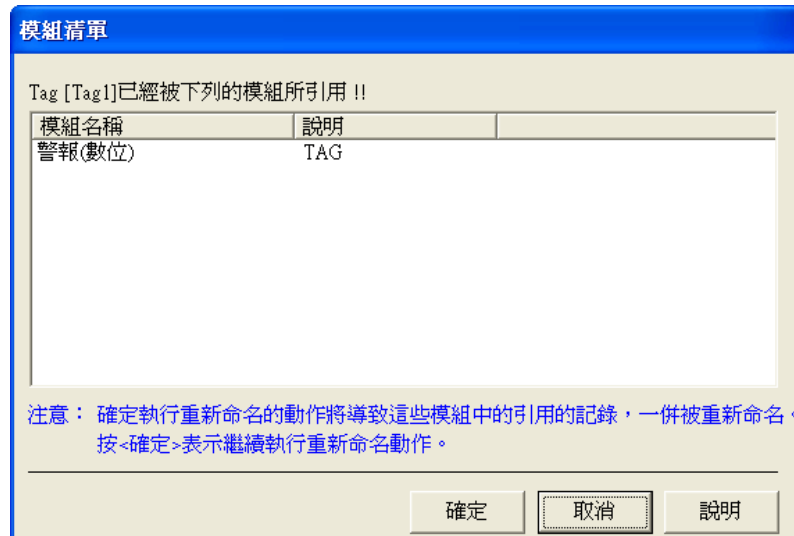 模組清單
Tag [Tag1]已經被下列的模組所引用 !!
模組名稱 說明
警報(數位) TAG
注意： 確定執行重新命名的動作將導致這些模組中的引用的記錄，一併被重新命名。
按<確定>表示繼續執行重新命名動作。
確定 取消 說明